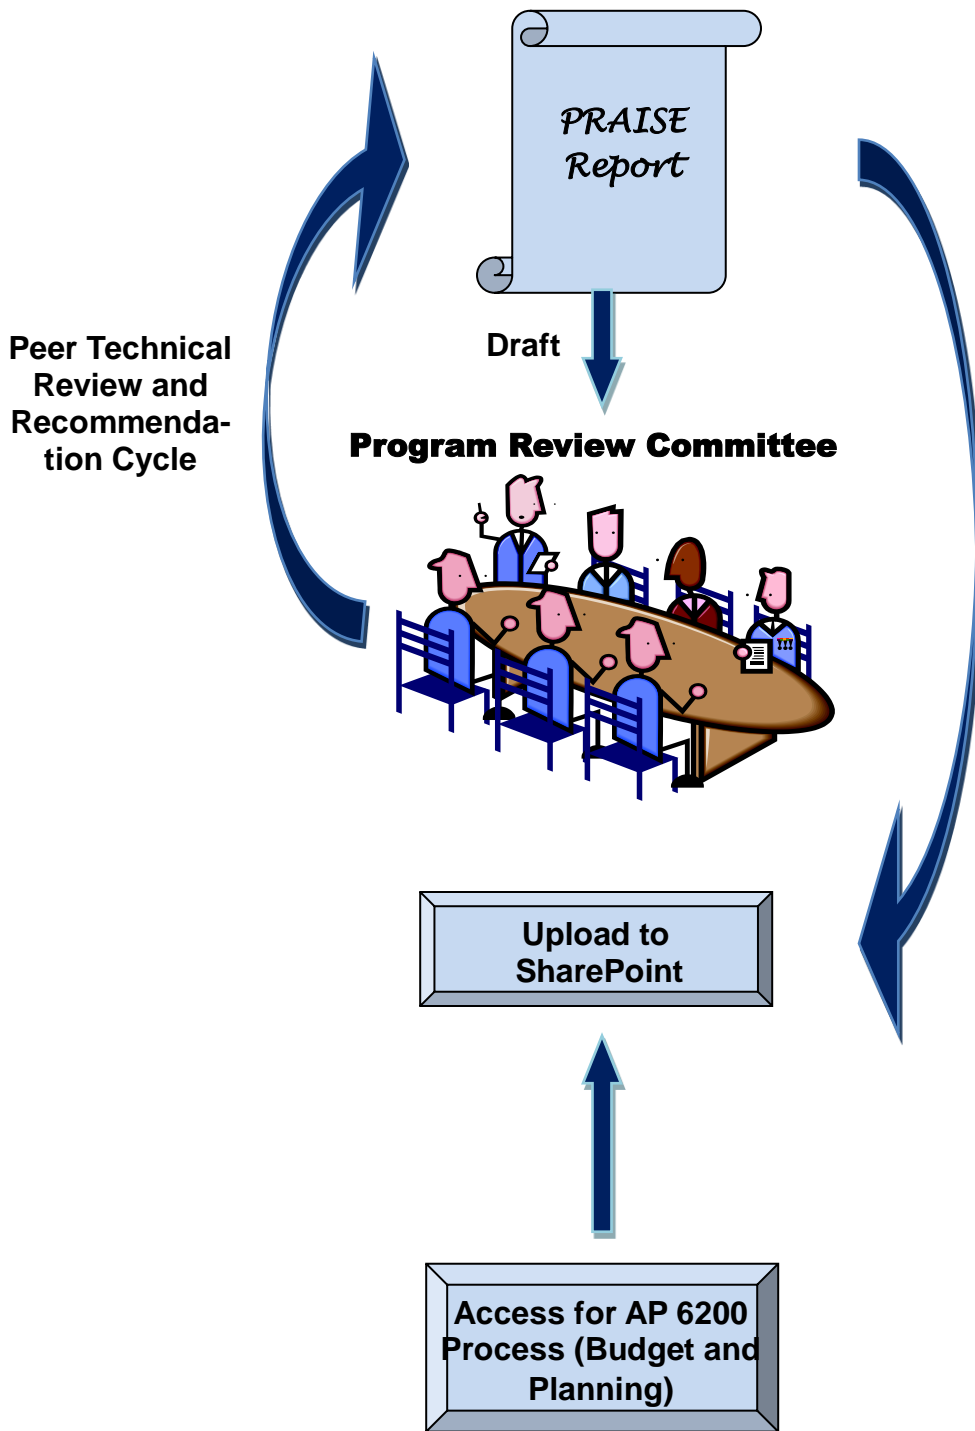 PRAISE
Report
Draft
Peer Technical
Review and
Recommenda-
tion Cycle
Program Review Committee
Upload to
SharePoint
Access for AP 6200
Process (Budget and
Planning)